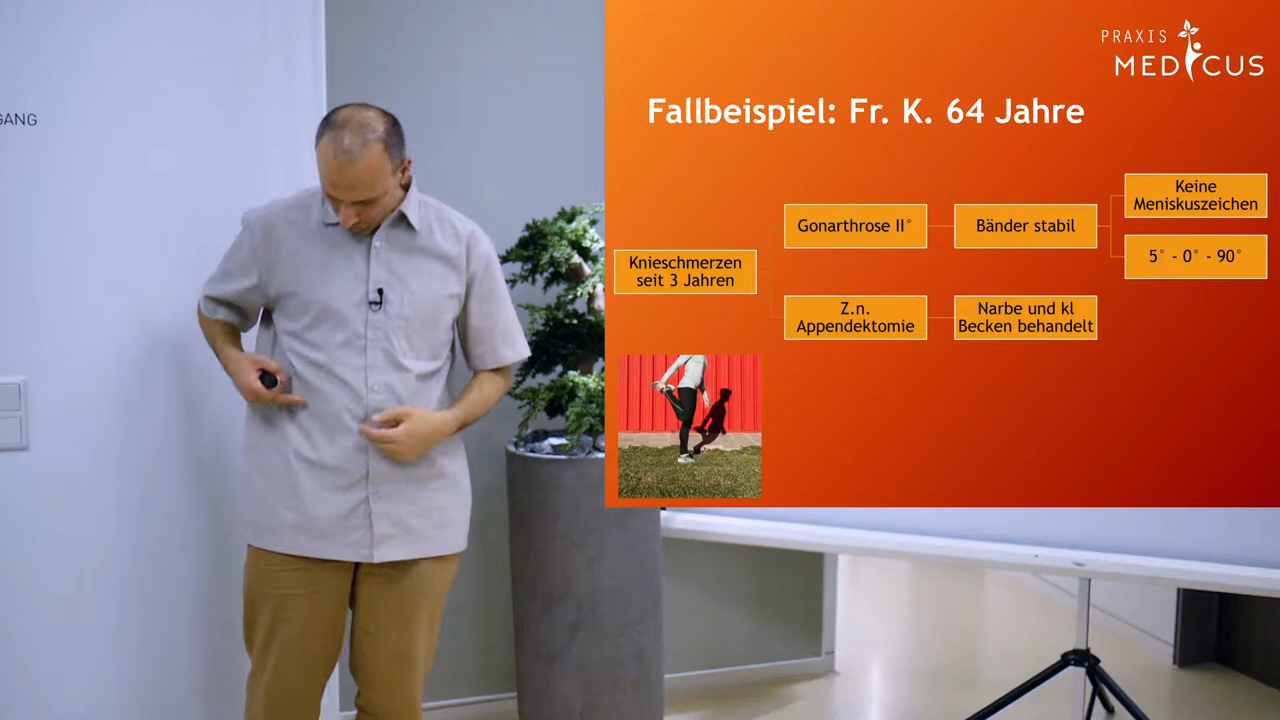 PRAXIS
MEDICUS
GANG
Fallbeispiel: Fr. K. 64 Jahre
Knieschmerzen
seit 3 Jahren
Gonarthrose II°
Bänder stabil
Keine
Meniskuszeichen
5° - 0° - 90°
Z.n.
Appendektomie
Narbe und kl
Becken behandelt